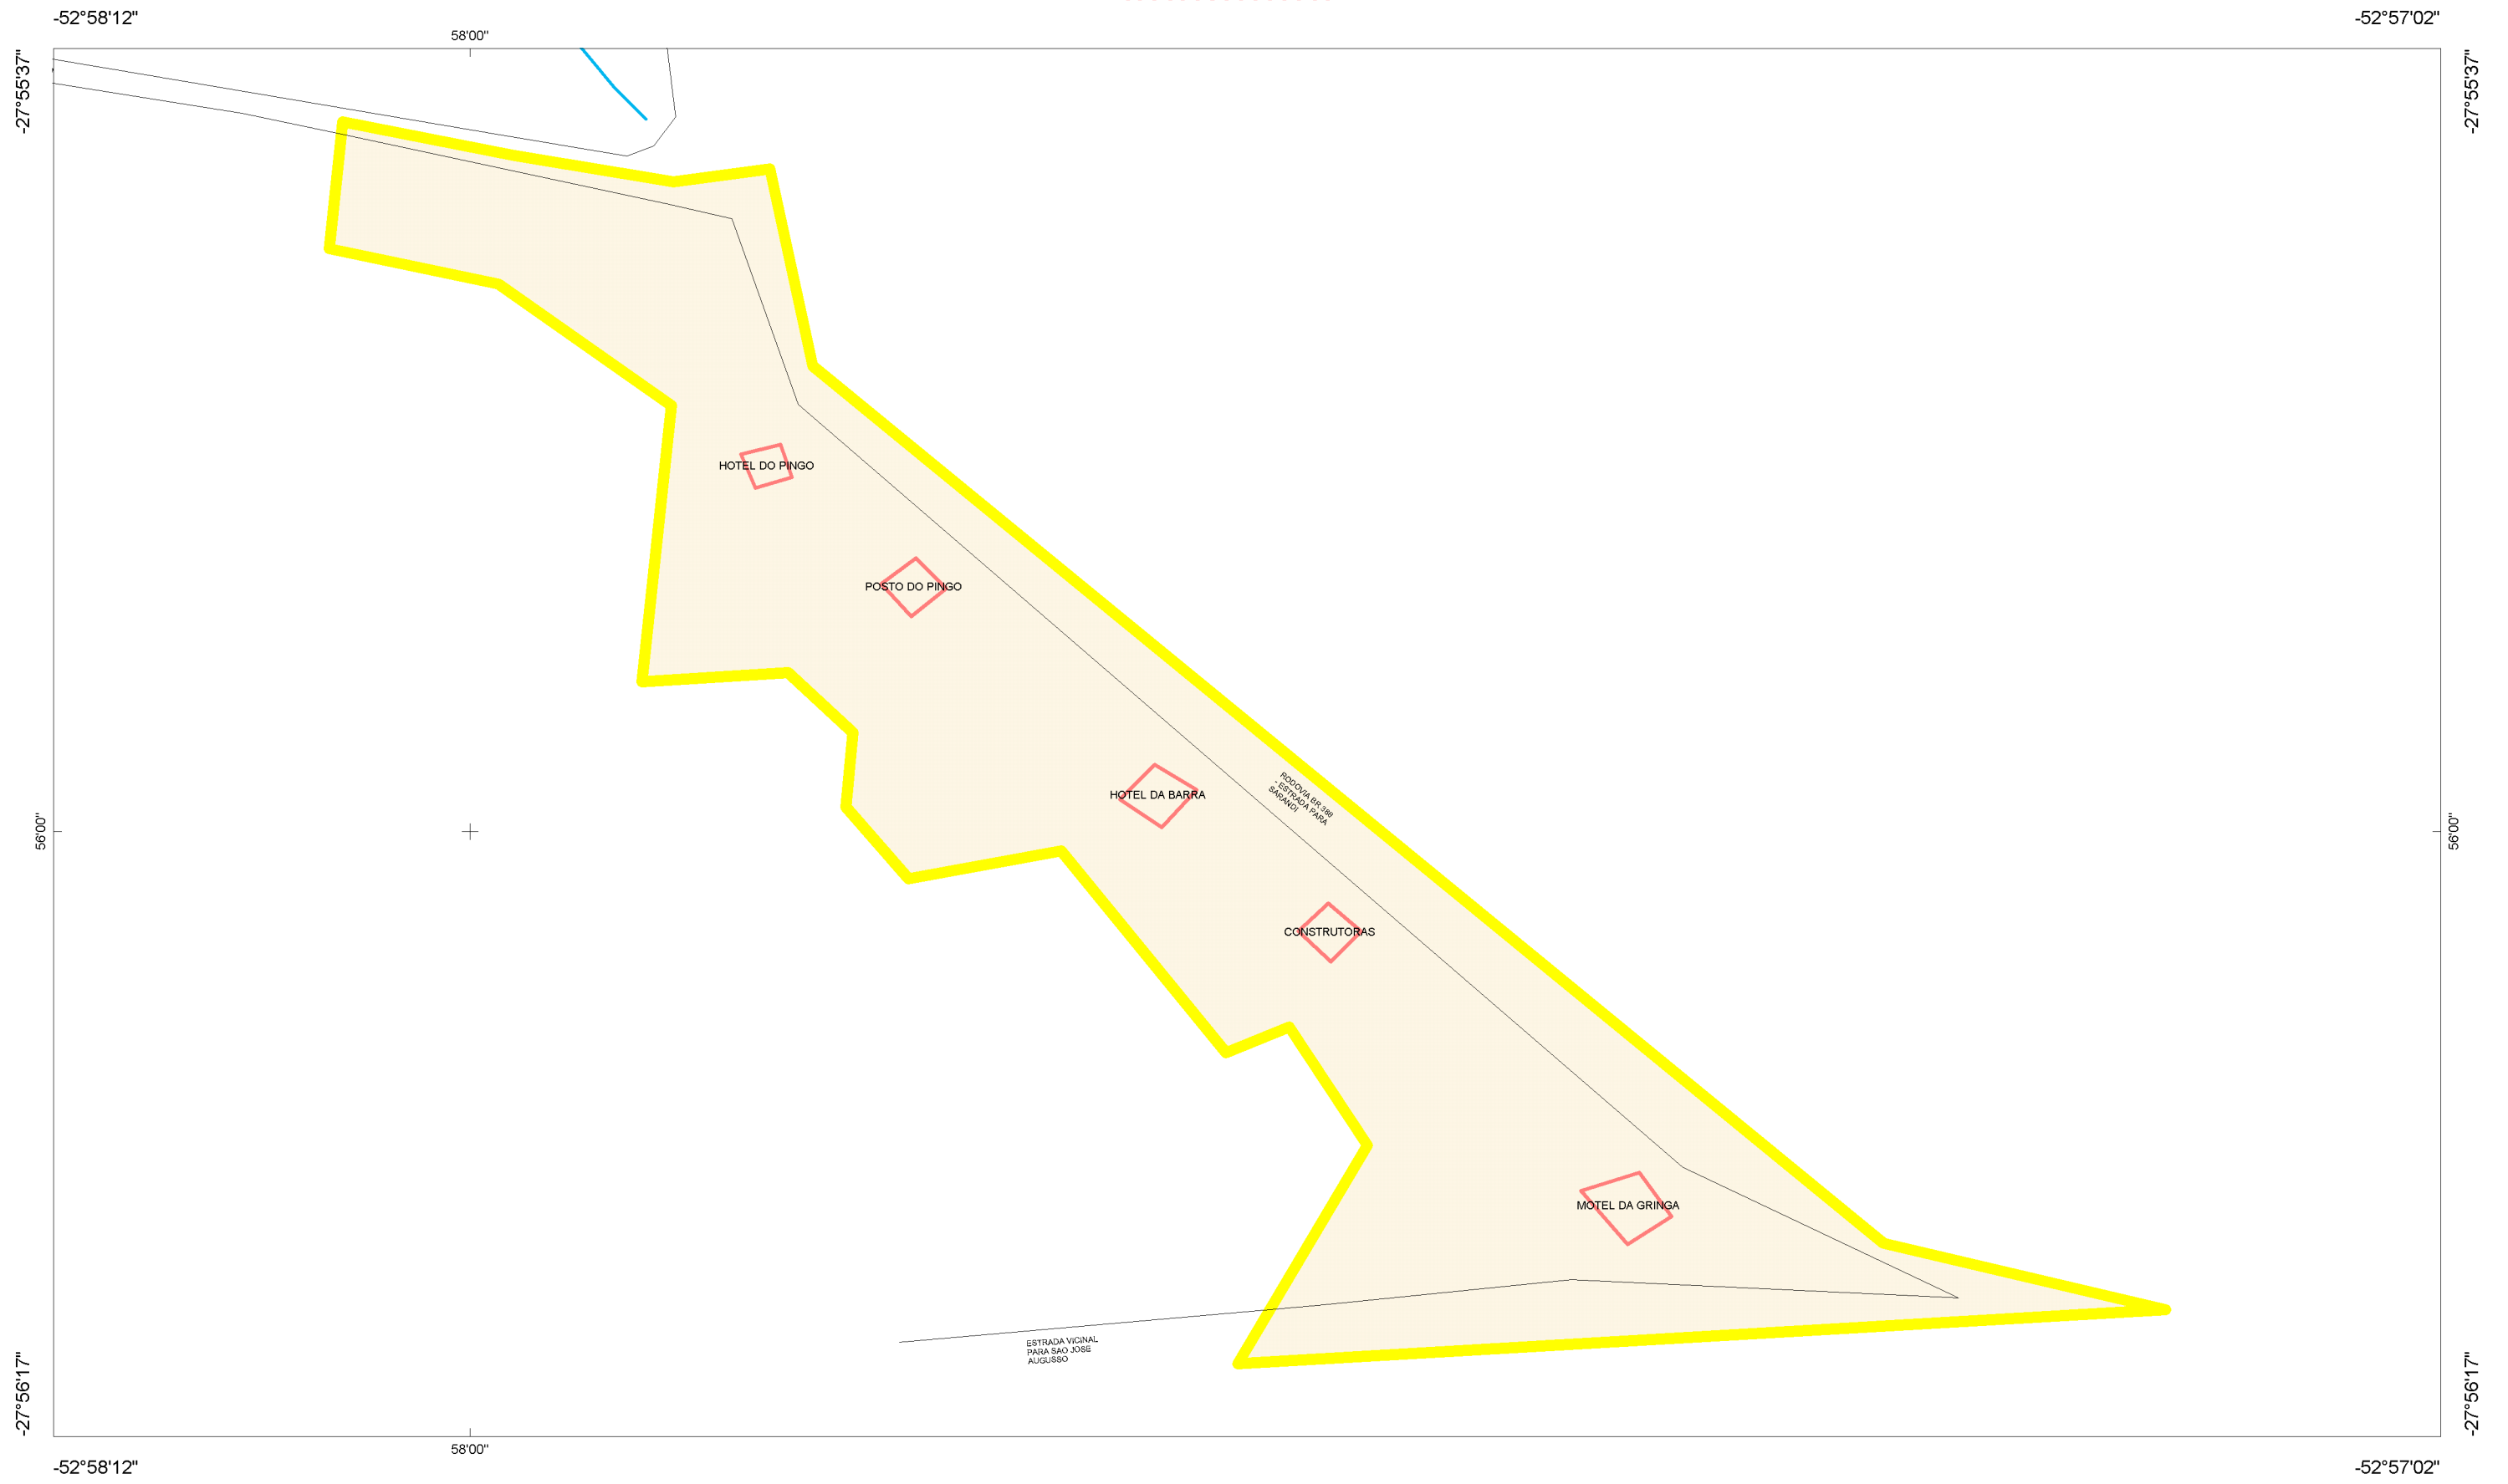 -52°58'12"
-52°57'02"
58'00"
-27°55'37"
-27°55'37"
HOTEL DO PINGO
POSTO DO PINGO
HOTEL DA BARRA
RODOVIA BR 386
- ESTRADA PARA
SARANDI
56'00"
56'00"
CONSTRUTORAS
MOTEL DA GRINGA
ESTRADA VICINAL
PARA SAO JOSE
AUGUSSO
-27°56'17"
-27°56'17"
58'00"
-52°58'12"
-52°57'02"